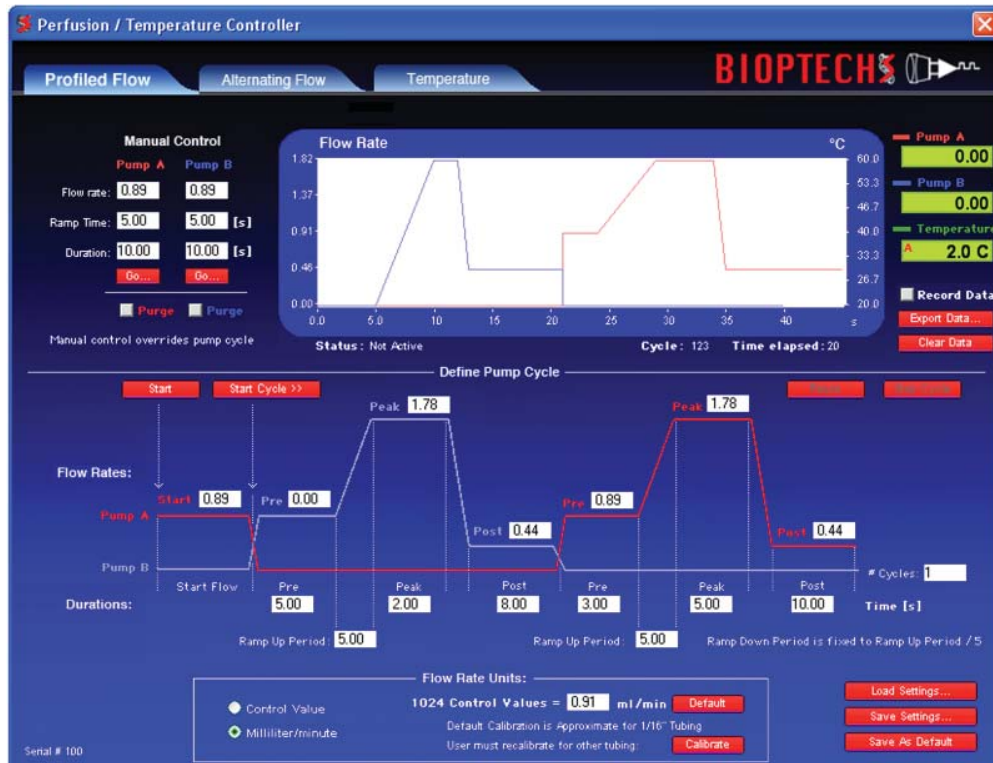 Perfusion / Temperature Controller
Profiled Flow
Alternating Flow
Temperature
BIOPTECHS
Manual Control
Pump A Pump B
Flow rate: 0.89 0.89
Ramp Time: 5.00 5.00 [s]
Duration: 10.00 10.00 [s]
Go... Go...
Purge Purge
Manual control overrides pump cycle
Flow Rate °C
1.82 60.0
53.3
1.37
46.7
0.91 40.0
33.3
0.46
26.7
0.00 20.0
0.0 5.0 10 15 20 25 30 35 40 s
Status: Not Active Cycle: 123 Time elapsed: 20
Pump A
0.00
Pump B
0.00
Temperature
A 2.0 C
Record Data
Export Data...
Clear Data
Define Pump Cycle
Start Start Cycle >>
Peak 1.78 Peak 1.78
Flow Rates:
Start 0.89 Pre 0.00 Pre 0.89
Pump A
Post 0.44 Post 0.44
Pump B
# Cycles: 1
Start Flow Pre Peak Post Pre Peak Post
Durations: 5.00 2.00 8.00 3.00 5.00 10.00 Time [s]
Ramp Up Period: 5.00 Ramp Up Period: 5.00 Ramp Down Period is fixed to Ramp Up Period / 5
Flow Rate Units:
Control Value
Milliliter/minute
1024 Control Values = 0.91 ml/min Default
Default Calibration is Approximate for 1/16" Tubing
User must recalibrate for other tubing: Calibrate
Load Settings...
Save Settings...
Save As Default
Serial # 100